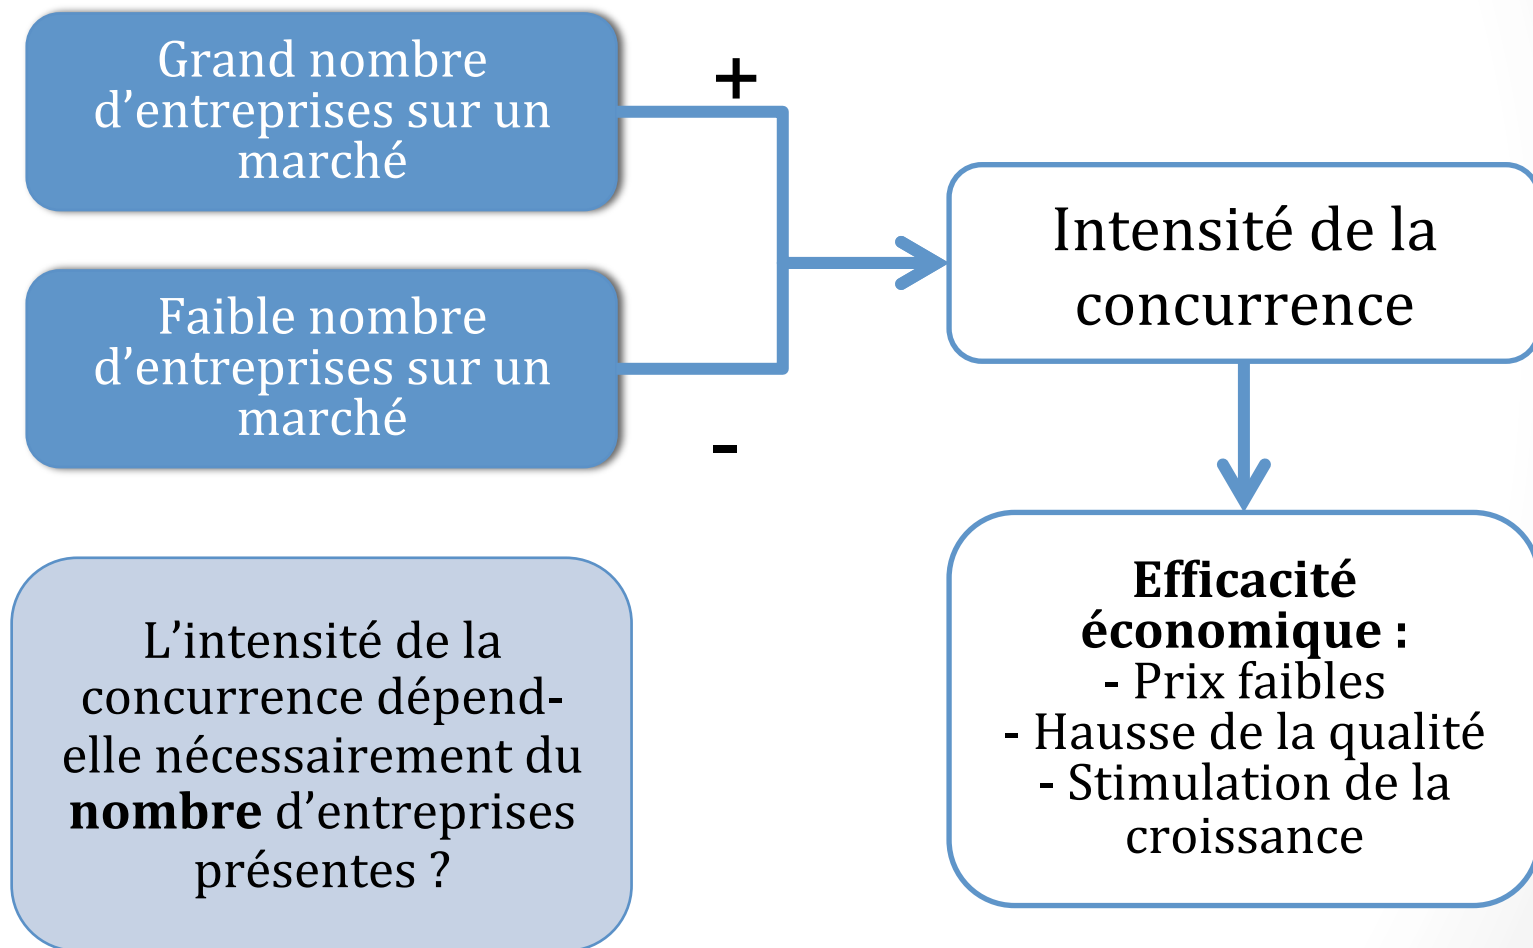 Grand nombre
d’entreprises sur un
marché
+
Faible nombre
d’entreprises sur un
marché
-
Intensité de la
concurrence
L’intensité de la
concurrence dépend-
elle nécessairement du
nombre d’entreprises
présentes ?
Efficacité
économique :
- Prix faibles
- Hausse de la qualité
- Stimulation de la
croissance